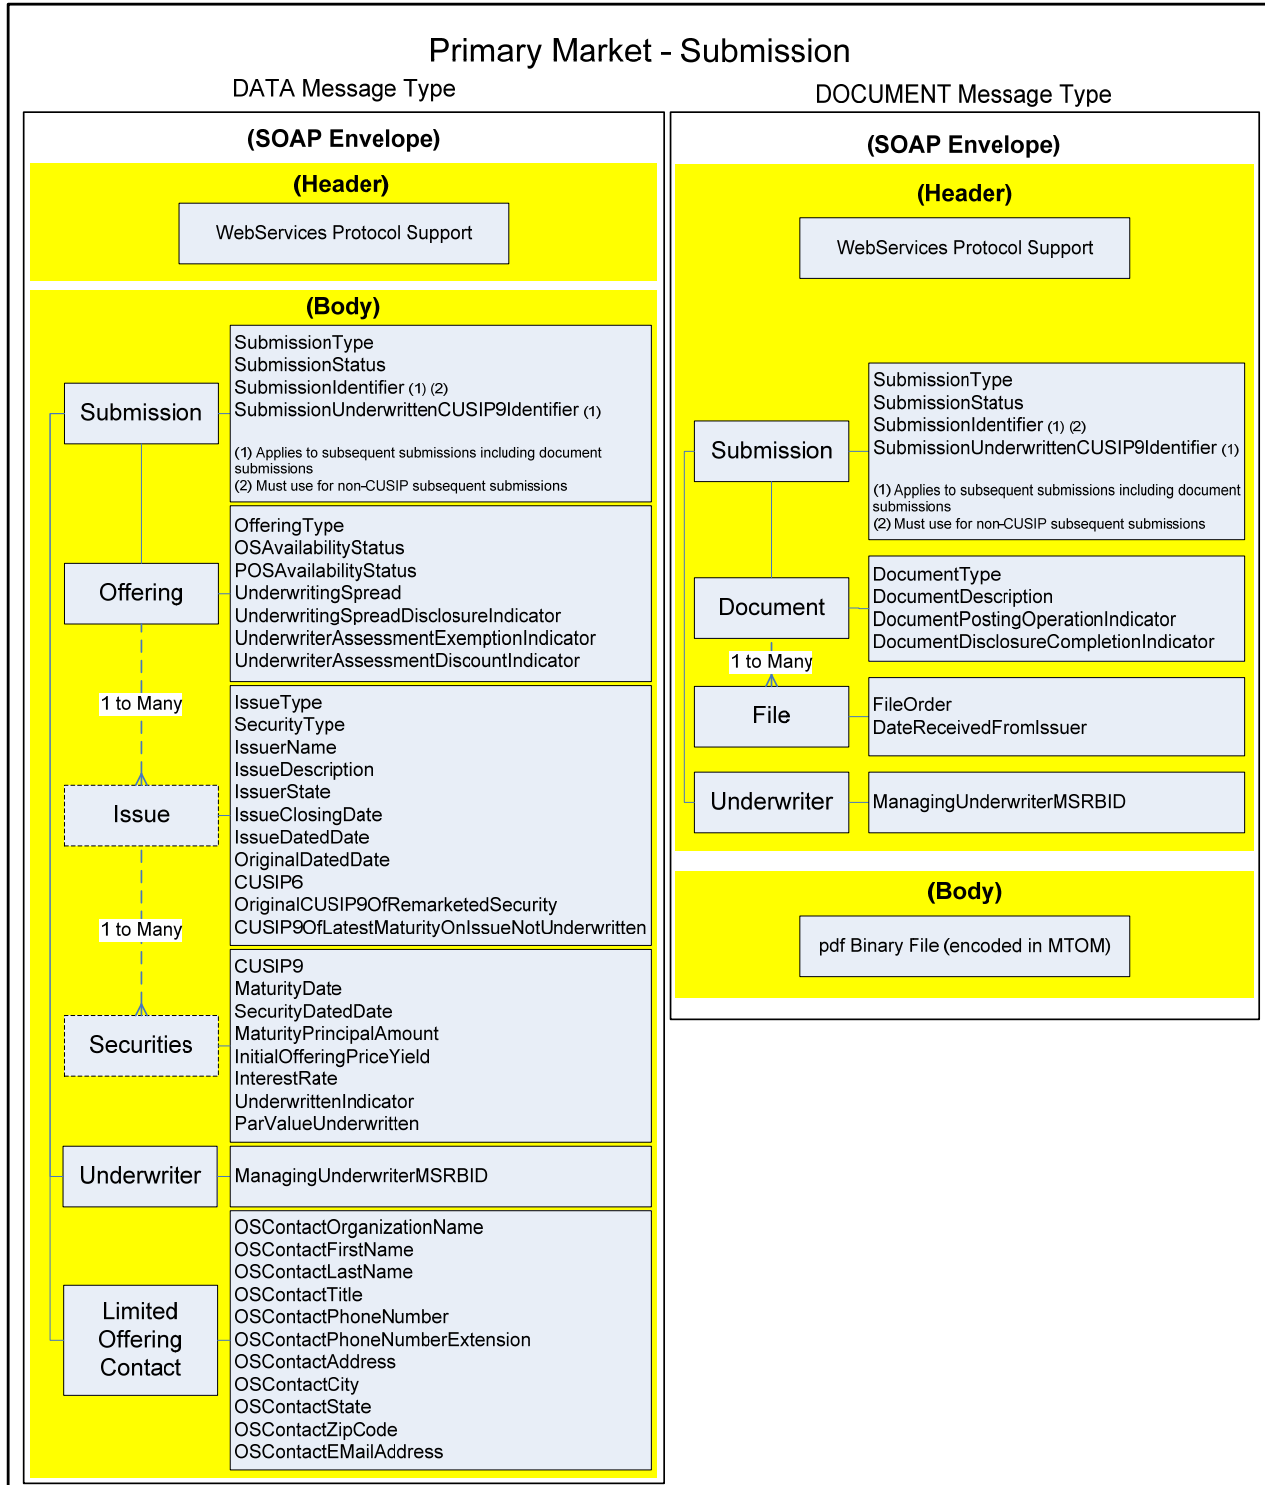 Primary Market - Submission
DATA Message Type
(SOAP Envelope)
(Header)
WebServices Protocol Support
(Body)
Submission
SubmissionType
SubmissionStatus
SubmissionIdentifier (1) (2)
SubmissionUnderwrittenCUSIP9Identifier (1)
(1) Applies to subsequent submissions including document
submissions
(2) Must use for non-CUSIP subsequent submissions
Offering
OfferingType
OSAvailabilityStatus
POSAvailabilityStatus
UnderwritingSpread
UnderwritingSpreadDisclosureIndicator
UnderwriterAssessmentExemptionIndicator
UnderwriterAssessmentDiscountIndicator
1 to Many
Issue
IssueType
SecurityType
IssuerName
IssueDescription
IssuerState
IssueClosingDate
IssueDatedDate
OriginalDatedDate
CUSIP6
OriginalCUSIP9OfRemarketedSecurity
CUSIP9OfLatestMaturityOnIssueNotUnderwritten
1 to Many
Securities
CUSIP9
MaturityDate
SecurityDatedDate
MaturityPrincipalAmount
InitialOfferingPriceYield
InterestRate
UnderwrittenIndicator
ParValueUnderwritten
Underwriter
ManagingUnderwriterMSRBID
Limited
Offering
Contact
OSContactOrganizationName
OSContactFirstName
OSContactLastName
OSContactTitle
OSContactPhoneNumber
OSContactPhoneNumberExtension
OSContactAddress
OSContactCity
OSContactState
OSContactZipCode
OSContactEMailAddress
DOCUMENT Message Type
(SOAP Envelope)
(Header)
WebServices Protocol Support
Submission
SubmissionType
SubmissionStatus
SubmissionIdentifier (1) (2)
SubmissionUnderwrittenCUSIP9Identifier (1)
(1) Applies to subsequent submissions including document
submissions
(2) Must use for non-CUSIP subsequent submissions
Document
DocumentType
DocumentDescription
DocumentPostingOperationIndicator
DocumentDisclosureCompletionIndicator
1 to Many
File
FileOrder
DateReceivedFromIssuer
Underwriter
ManagingUnderwriterMSRBID
(Body)
pdf Binary File (encoded in MTOM)